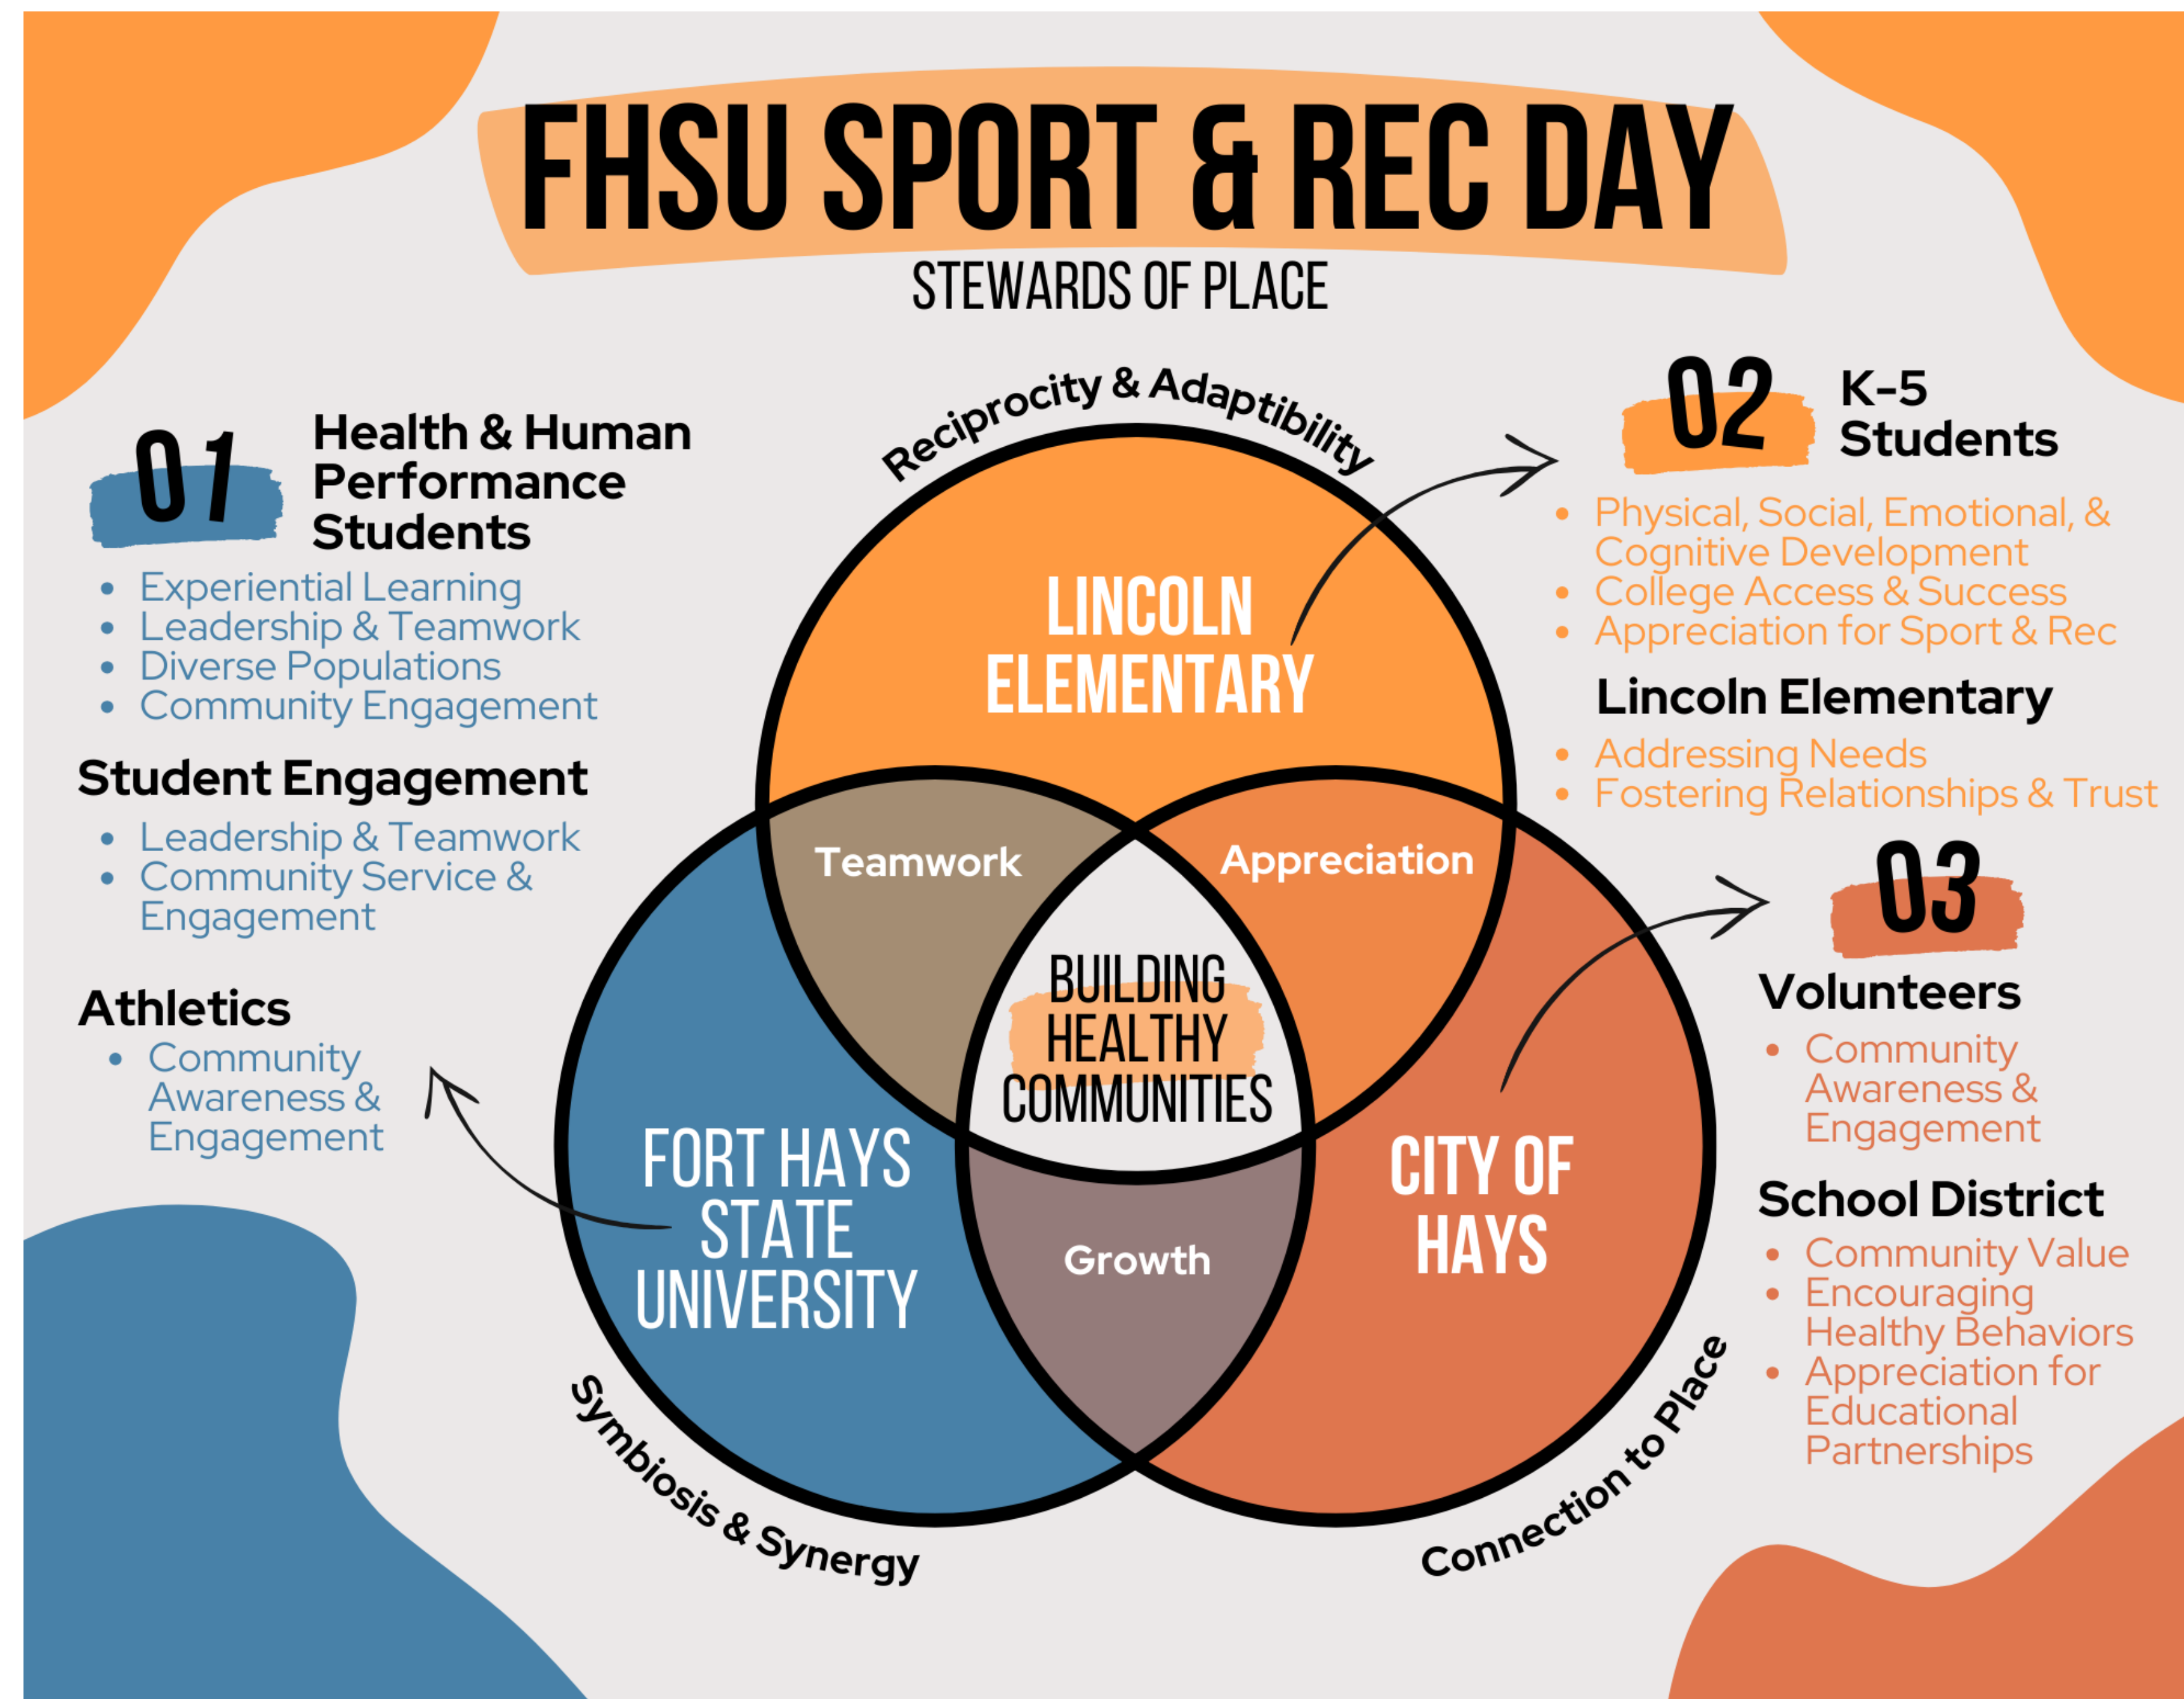 FHSU SPORT & REC DAY
STEWARDS OF PLACE
01
Health & Human
Performance
Students
• Experiential Learning
• Leadership & Teamwork
• Diverse Populations
• Community Engagement
Student Engagement
• Leadership & Teamwork
• Community Service &
Engagement
Athletics
• Community
Awareness &
Engagement
Reciprocity & Adaptibility
LINCOLN
ELEMENTARY
Teamwork
Appreciation
BUILDING
HEALTHY
COMMUNITIES
FORT HAYS
STATE
UNIVERSITY
Growth
CITY OF
HAYS
Symbiosis & Synergy
Connection to Place
02
K-5
Students
• Physical, Social, Emotional, &
Cognitive Development
• College Access & Success
• Appreciation for Sport & Rec
Lincoln Elementary
• Addressing Needs
• Fostering Relationships & Trust
03
Volunteers
• Community
Awareness &
Engagement
School District
• Community Value
• Encouraging
Healthy Behaviors
• Appreciation for
Educational
Partnerships